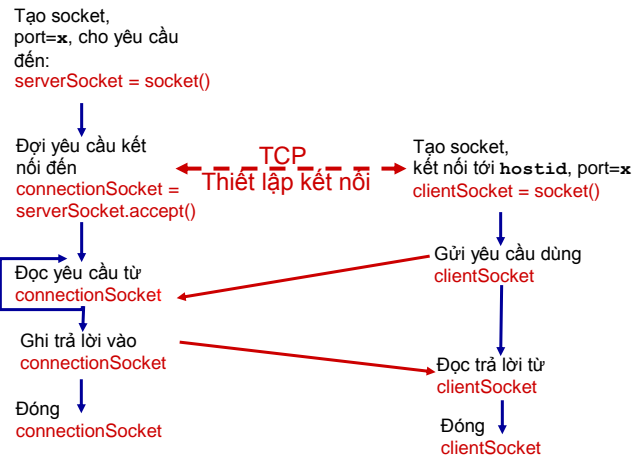 Tạo socket,
port=x, cho yêu cầu
đến:
serverSocket = socket()
Đợi yêu cầu kết
nối đến
connectionSocket =
serverSocket.accept()
TCP
Thiết lập kết nối
Tạo socket,
kết nối tới hostid, port=x
clientSocket = socket()
Đọc yêu cầu từ
connectionSocket
Gửi yêu cầu dùng
clientSocket
Ghi trả lời vào
connectionSocket
Đọc trả lời từ
clientSocket
Đóng
connectionSocket
Đóng
clientSocket